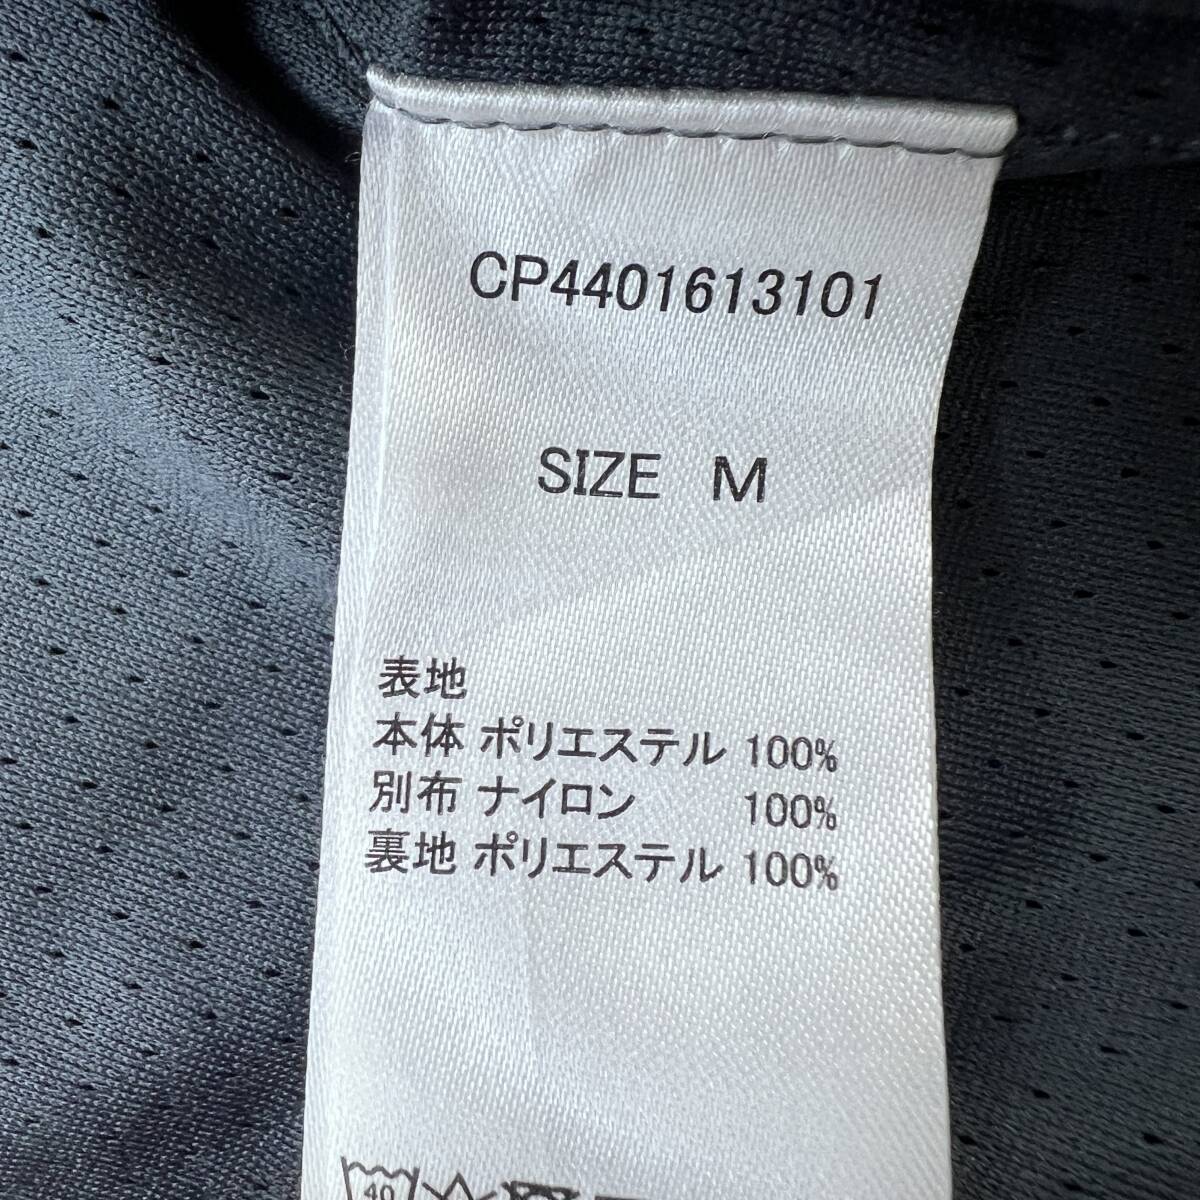 CP4401613101
SIZE M
表地
本体 ポリエステル 100%
別布 ナイロン 100%
裏地 ポリエステル 100%
40